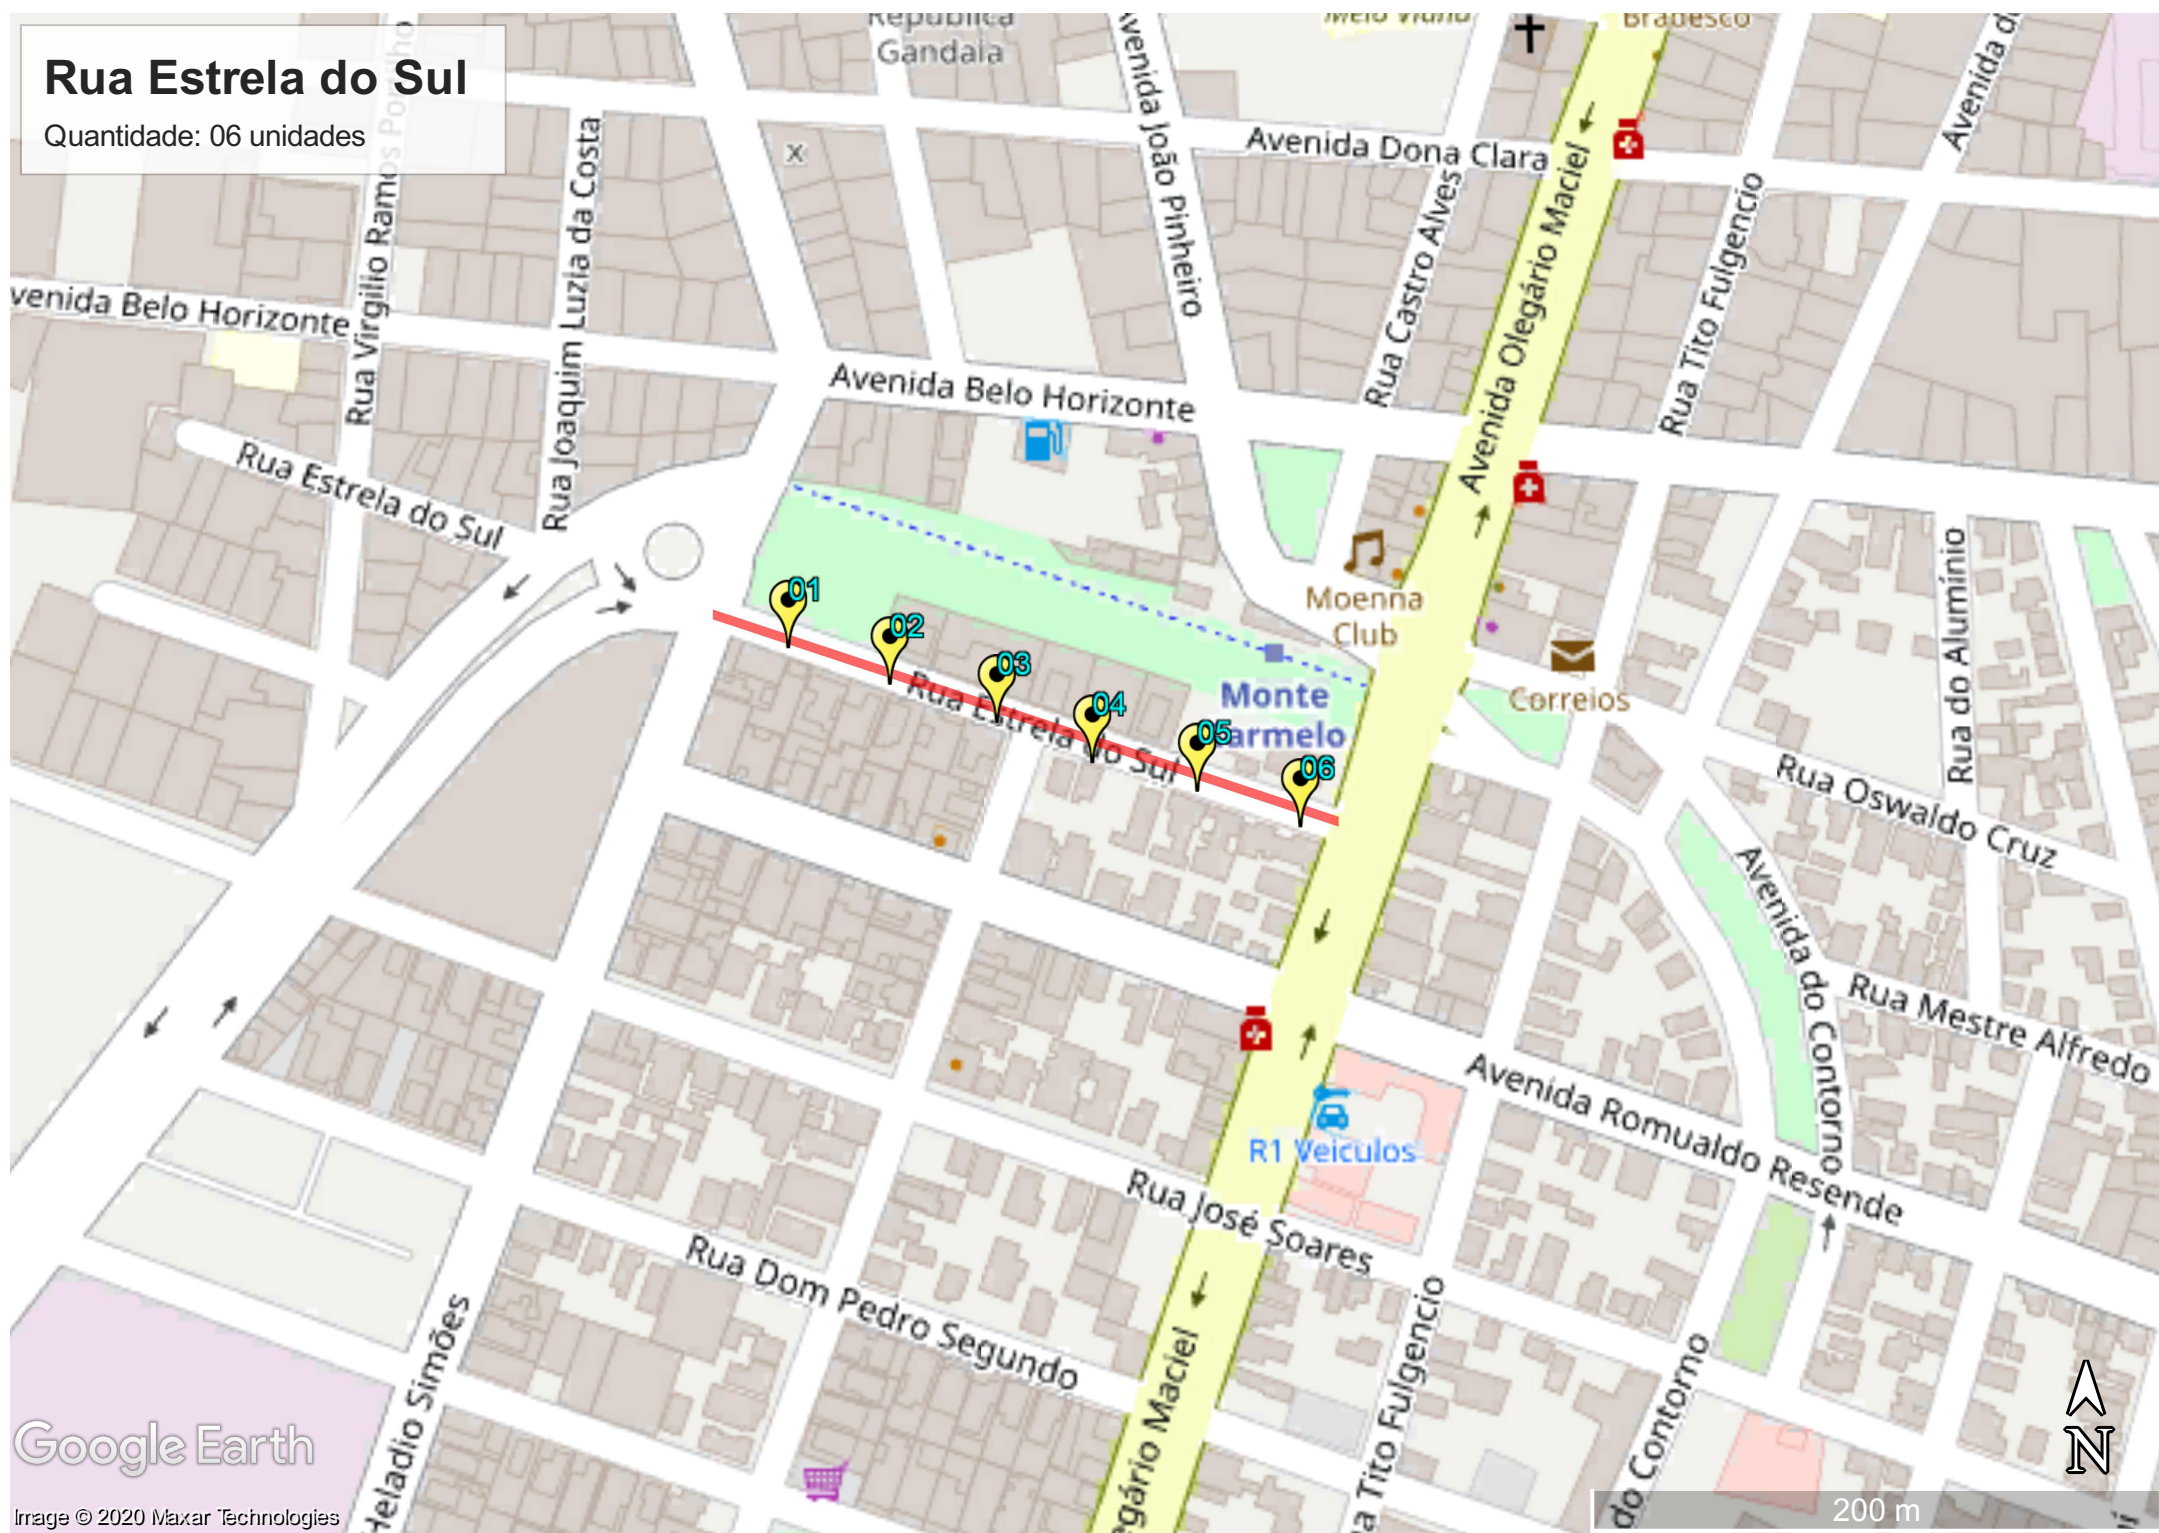 Rua Estrela do Sul
Quantidade: 06 unidades
República
Gandaia
Bradesco
Avenida João Pinheiro
Avenida Dona Clara
Rua Castro Alves
Avenida Olegário Maciel
Rua Tito Fulgencio
Rua Joaquim Luzia da Costa
venida Belo Horizonte
Avenida Belo Horizonte
Rua Estrela do Sul
01
02
03
04
05
06
Rua Estrela do Sul
Moenna
Club
Correios
Monte
armelo
Rua do Alumínio
Rua Oswaldo Cruz
Avenida do Contorno
Rua Mestre Alfredo
Avenida Romualdo Resende
R1 Veiculos
Rua José Soares
Rua Dom Pedro Segundo
Heladio Simões
egário Maciel
a Tito Fulgencio
do Contorno
Google Earth
Image © 2020 Maxar Technologies
N
200 m